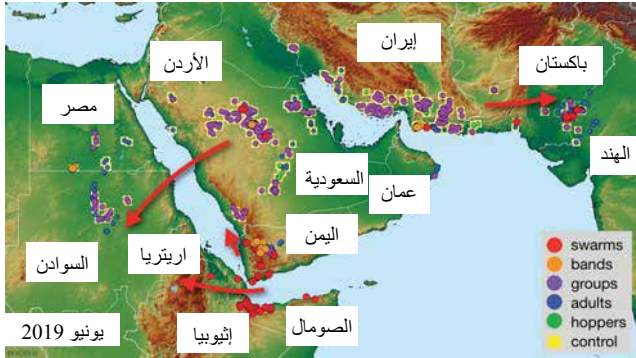 إيران
الأردن
باكستان
مصر
الهند
السعودية
عمان
اليمن
اريتريا
السوادن
الصومال
إثيوبيا
يونيو 2019
swarms
bands
groups
adults
hoppers
control